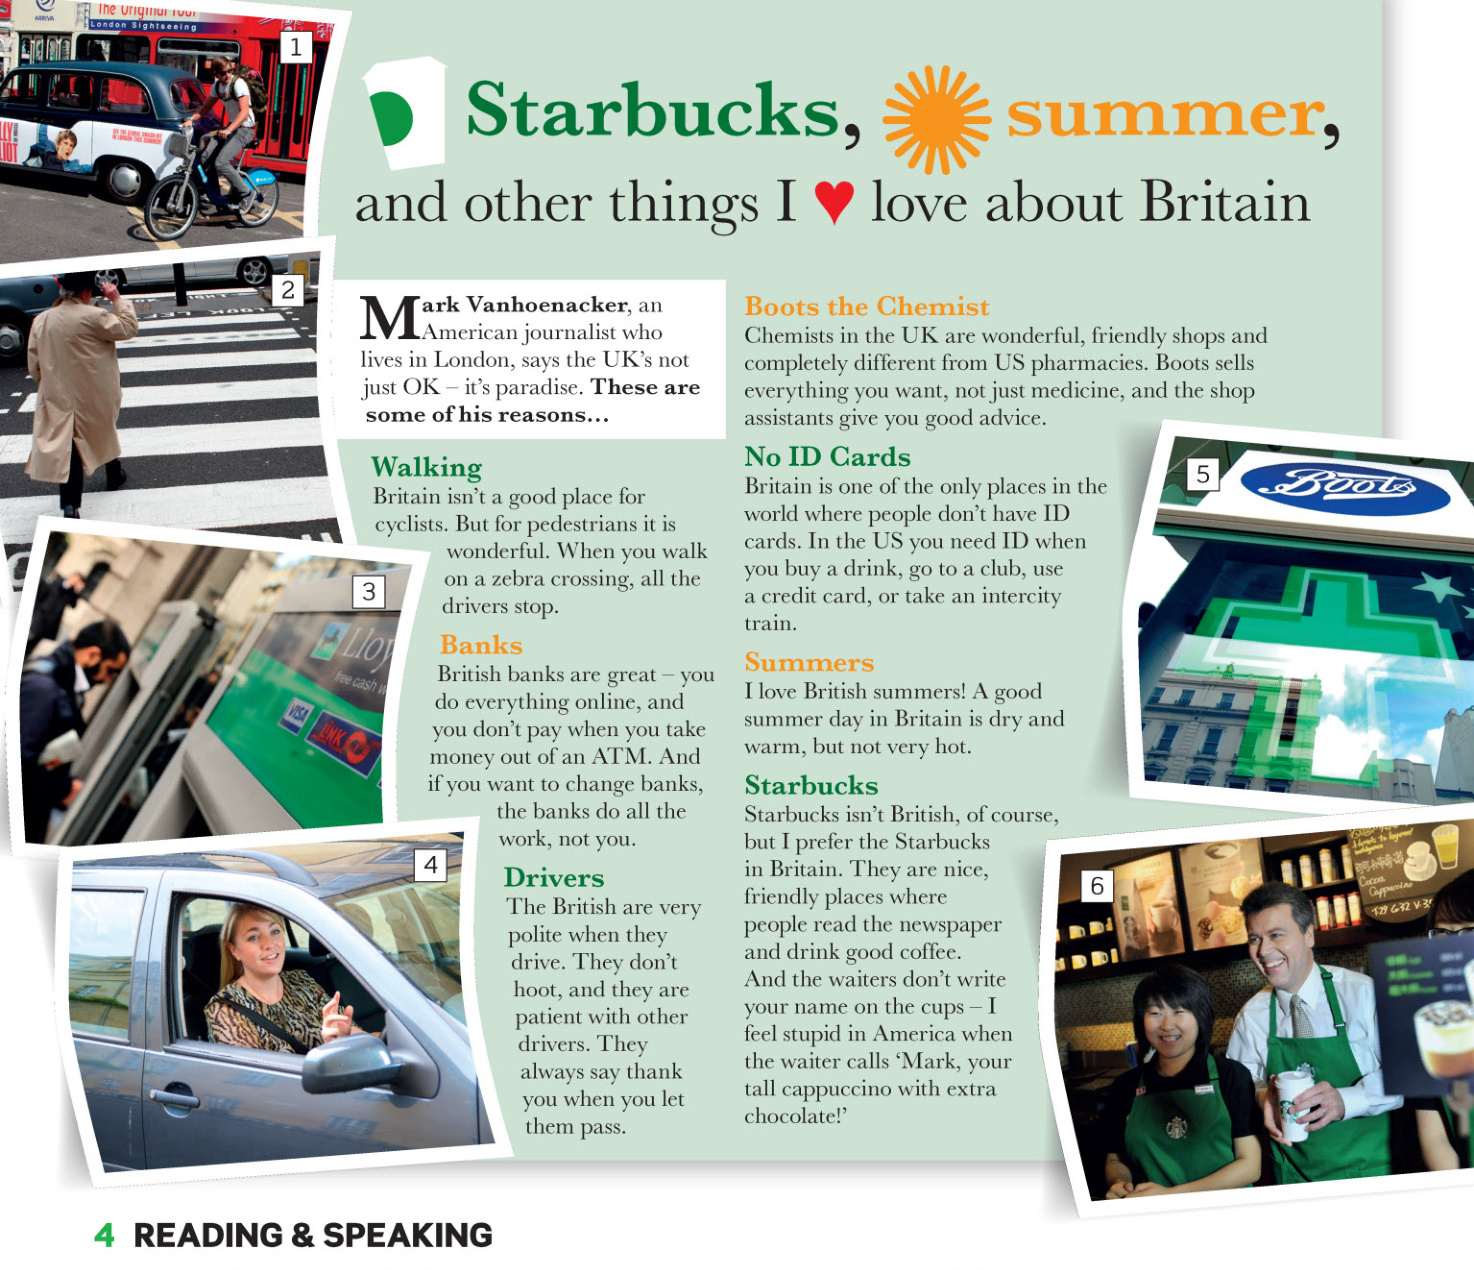 ARRIVA
The Original Tour
London Sightseeing
1
Starbucks, summer,
and other things I love about Britain
2
LOOK LEFT
Mark Vanhoenacker, an
American journalist who
lives in London, says the UK's not
just OK – it's paradise. These are
some of his reasons…
Walking
Britain isn't a good place for
cyclists. But for pedestrians it is
wonderful. When you walk
on a zebra crossing, all the
drivers stop.
3
free cash
VISA
LINK
Banks
British banks are great – you
do everything online, and
you don't pay when you take
money out of an ATM. And
if you want to change banks,
the banks do all the
work, not you.
4
Drivers
The British are very
polite when they
drive. They don't
hoot, and they are
patient with other
drivers. They
always say thank
you when you let
them pass.
Boots the Chemist
Chemists in the UK are wonderful, friendly shops and
completely different from US pharmacies. Boots sells
everything you want, not just medicine, and the shop
assistants give you good advice.
No ID Cards
Britain is one of the only places in the
world where people don't have ID
cards. In the US you need ID when
you buy a drink, go to a club, use
a credit card, or take an intercity
train.
5
Boots
Summers
I love British summers! A good
summer day in Britain is dry and
warm, but not very hot.
Starbucks
Starbucks isn't British, of course,
but I prefer the Starbucks
in Britain. They are nice,
friendly places where
people read the newspaper
and drink good coffee.
And the waiters don't write
your name on the cups – I
feel stupid in America when
the waiter calls 'Mark, your
tall cappuccino with extra
chocolate!'
6
Cocoa
Cappuccino
4 READING & SPEAKING